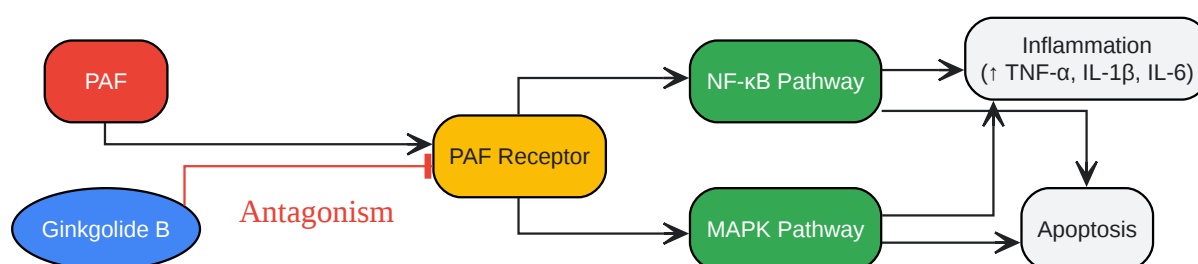 PAF
Ginkgolide B
Antagonism
PAF Receptor
NF-κB Pathway
MAPK Pathway
Inflammation
(↑ TNF-α, IL-1β, IL-6)
Apoptosis